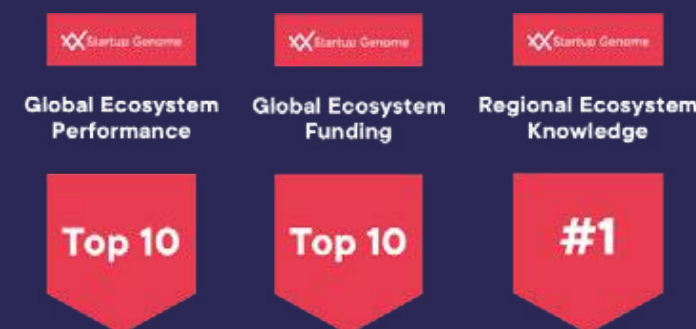 Startup Genome
Global Ecosystem
Performance
Top 10
Startup Genome
Global Ecosystem
Funding
Top 10
Startup Genome
Regional Ecosystem
Knowledge
#1